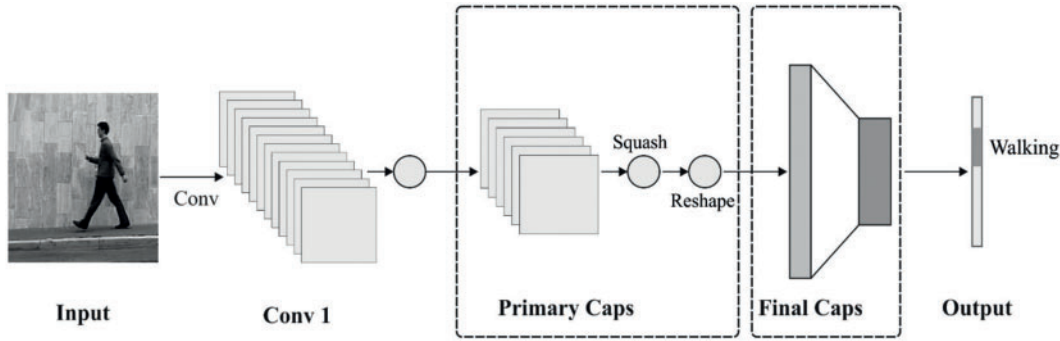 Conv
Squash
Reshape
Walking
Input
Conv 1
Primary Caps
Final Caps
Output